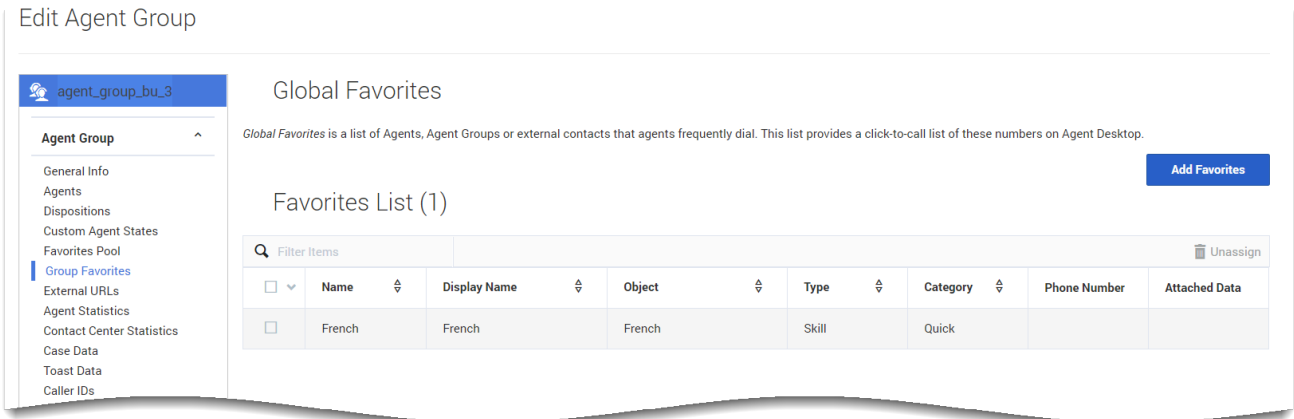 Edit Agent Group
agent_group_bu_3
Agent Group
General Info
Agents
Dispositions
Custom Agent States
Favorites Pool
Group Favorites
External URLs
Agent Statistics
Contact Center Statistics
Case Data
Toast Data
Caller IDs
Global Favorites
Global Favorites is a list of Agents, Agent Groups or external contacts that agents frequently dial. This list provides a click-to-call list of these numbers on Agent Desktop.
Add Favorites
Favorites List (1)
Filter Items Unassign
Name Display Name Object Type Category Phone Number Attached Data
French French French Skill Quick